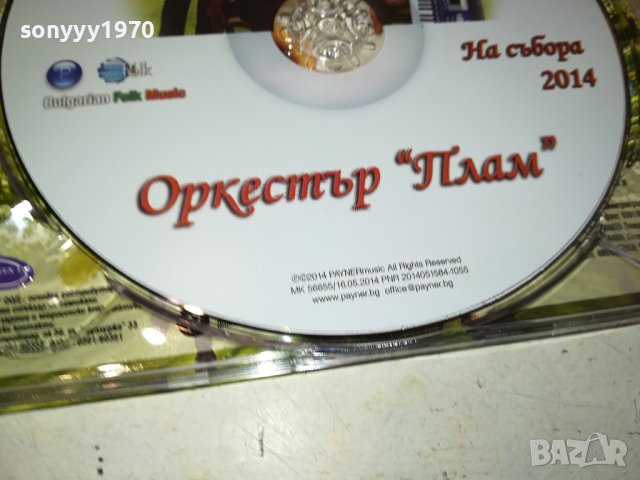 sonyyy1970
На събора
2014
P
Folk
Bulgarian Folk Music
Оркестър “Плам”
©©2014 PAYNERmusic All Rights Reserved
MK 56655/16.05.2014 PNR 2014051584-1055
www.payner.bg office@payner.bg
BAZAR